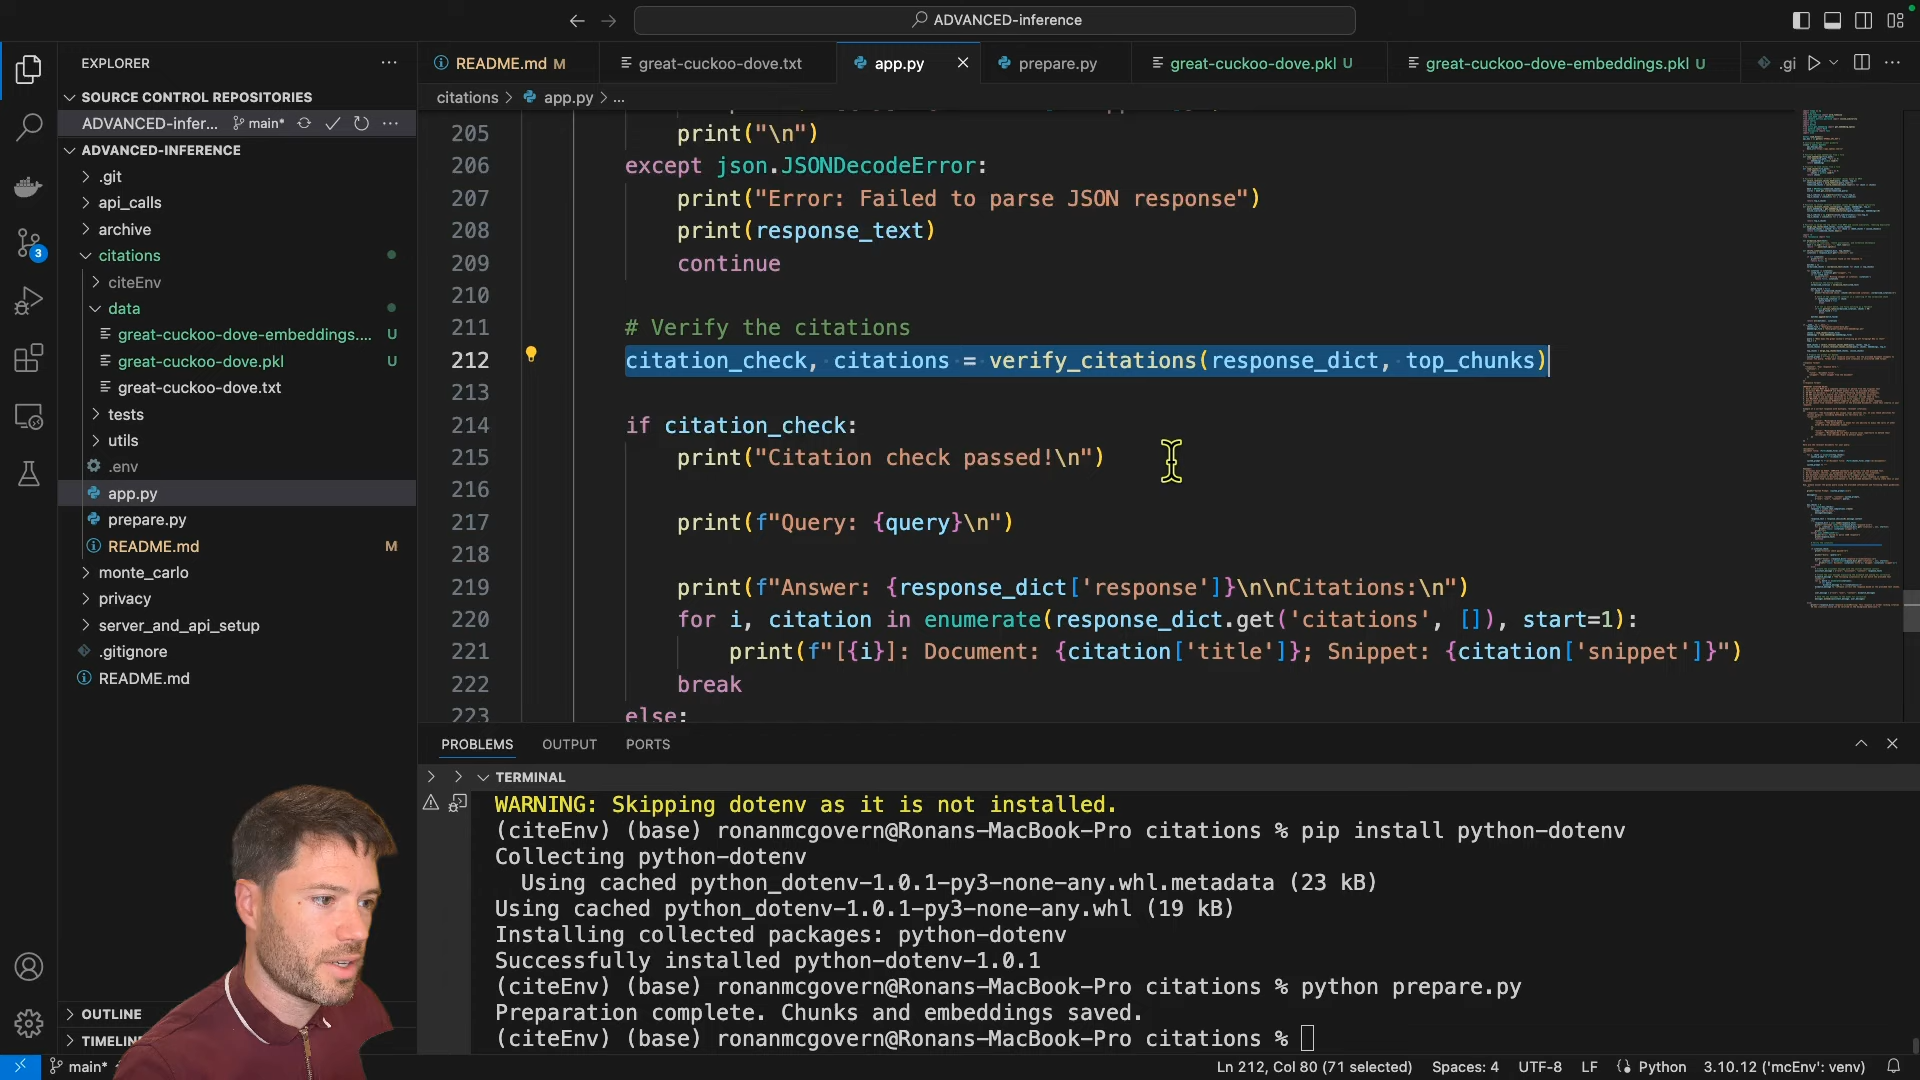 ADVANCED-inference
EXPLORER
SOURCE CONTROL REPOSITORIES
ADVANCED-infer... main*
ADVANCED-INFERENCE
.git
api_calls
archive
citations
citeEnv
data
great-cuckoo-dove-embeddings.... U
great-cuckoo-dove.pkl U
great-cuckoo-dove.txt
tests
utils
.env
app.py
prepare.py
README.md M
monte_carlo
privacy
server_and_api_setup
.gitignore
README.md
OUTLINE
TIMELIN
3
README.md M great-cuckoo-dove.txt app.py prepare.py great-cuckoo-dove.pkl U great-cuckoo-dove-embeddings.pkl U .gi
citations > app.py > ...
205 print("\n")
206 except json.JSONDecodeError:
207 print("Error: Failed to parse JSON response")
208 print(response_text)
209 continue
210
211 # Verify the citations
212 citation_check, citations = verify_citations(response_dict, top_chunks)
213
214 if citation_check:
215 print("Citation check passed!\n")
216
217 print(f"Query: {query}\n")
218
219 print(f"Answer: {response_dict['response']}\n\nCitations:\n")
220 for i, citation in enumerate(response_dict.get('citations', []), start=1):
221 print(f"[{i}]: Document: {citation['title']}; Snippet: {citation['snippet']}")
222 break
223 else:
PROBLEMS OUTPUT PORTS
TERMINAL
WARNING: Skipping dotenv as it is not installed.
(citeEnv) (base) ronanmcgovern@Ronans-MacBook-Pro citations % pip install python-dotenv
Collecting python-dotenv
Using cached python_dotenv-1.0.1-py3-none-any.whl.metadata (23 kB)
Using cached python_dotenv-1.0.1-py3-none-any.whl (19 kB)
Installing collected packages: python-dotenv
Successfully installed python-dotenv-1.0.1
(citeEnv) (base) ronanmcgovern@Ronans-MacBook-Pro citations % python prepare.py
Preparation complete. Chunks and embeddings saved.
(citeEnv) (base) ronanmcgovern@Ronans-MacBook-Pro citations %
main* Ln 212, Col 80 (71 selected) Spaces: 4 UTF-8 LF Python 3.10.12 ('mcEnv': venv)